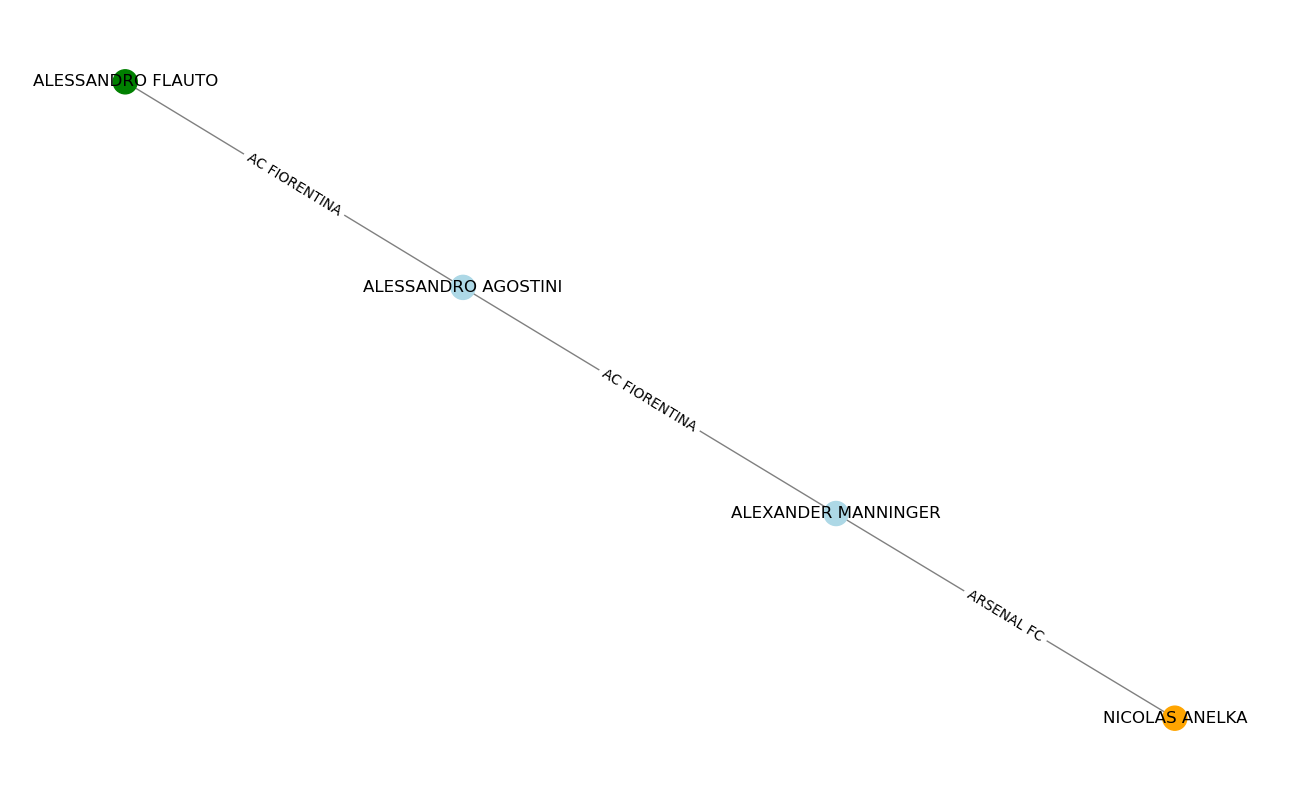 ALESSANDRO FLAUTO
AC FIORENTINA
ALESSANDRO AGOSTINI
AC FIORENTINA
ALEXANDER MANNINGER
ARSENAL FC
NICOLAS ANELKA